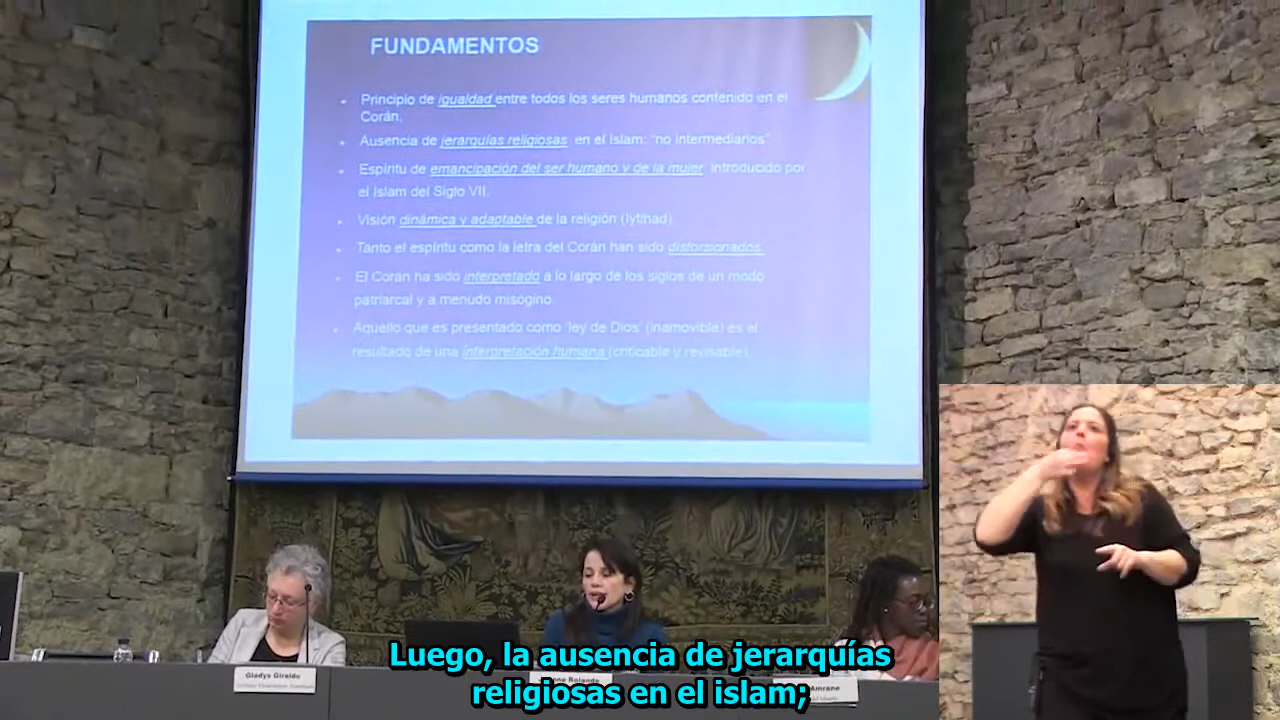 FUNDAMENTOS
Principio de igualdad entre todos los seres humanos contenido en el
Corán.
Ausencia de jerarquías religiosas en el Islam: "no intermediarios"
Espíritu de emancipación del ser humano y de la mujer introducido por
el Islam del Siglo VII.
Visión dinámica y adaptable de la religión (Iytihad)
Tanto el espíritu como la letra del Corán han sido distorsionados.
El Corán ha sido interpretado a lo largo de los siglos de un modo
patriarcal y a menudo misógino.
Aquello que es presentado como 'ley de Dios' (inamovible) es el
resultado de una interpretación humana (criticable y revisable).
Gladys Giraldo
Rolande
Amrane
Luego, la ausencia de jerarquías
religiosas en el islam;